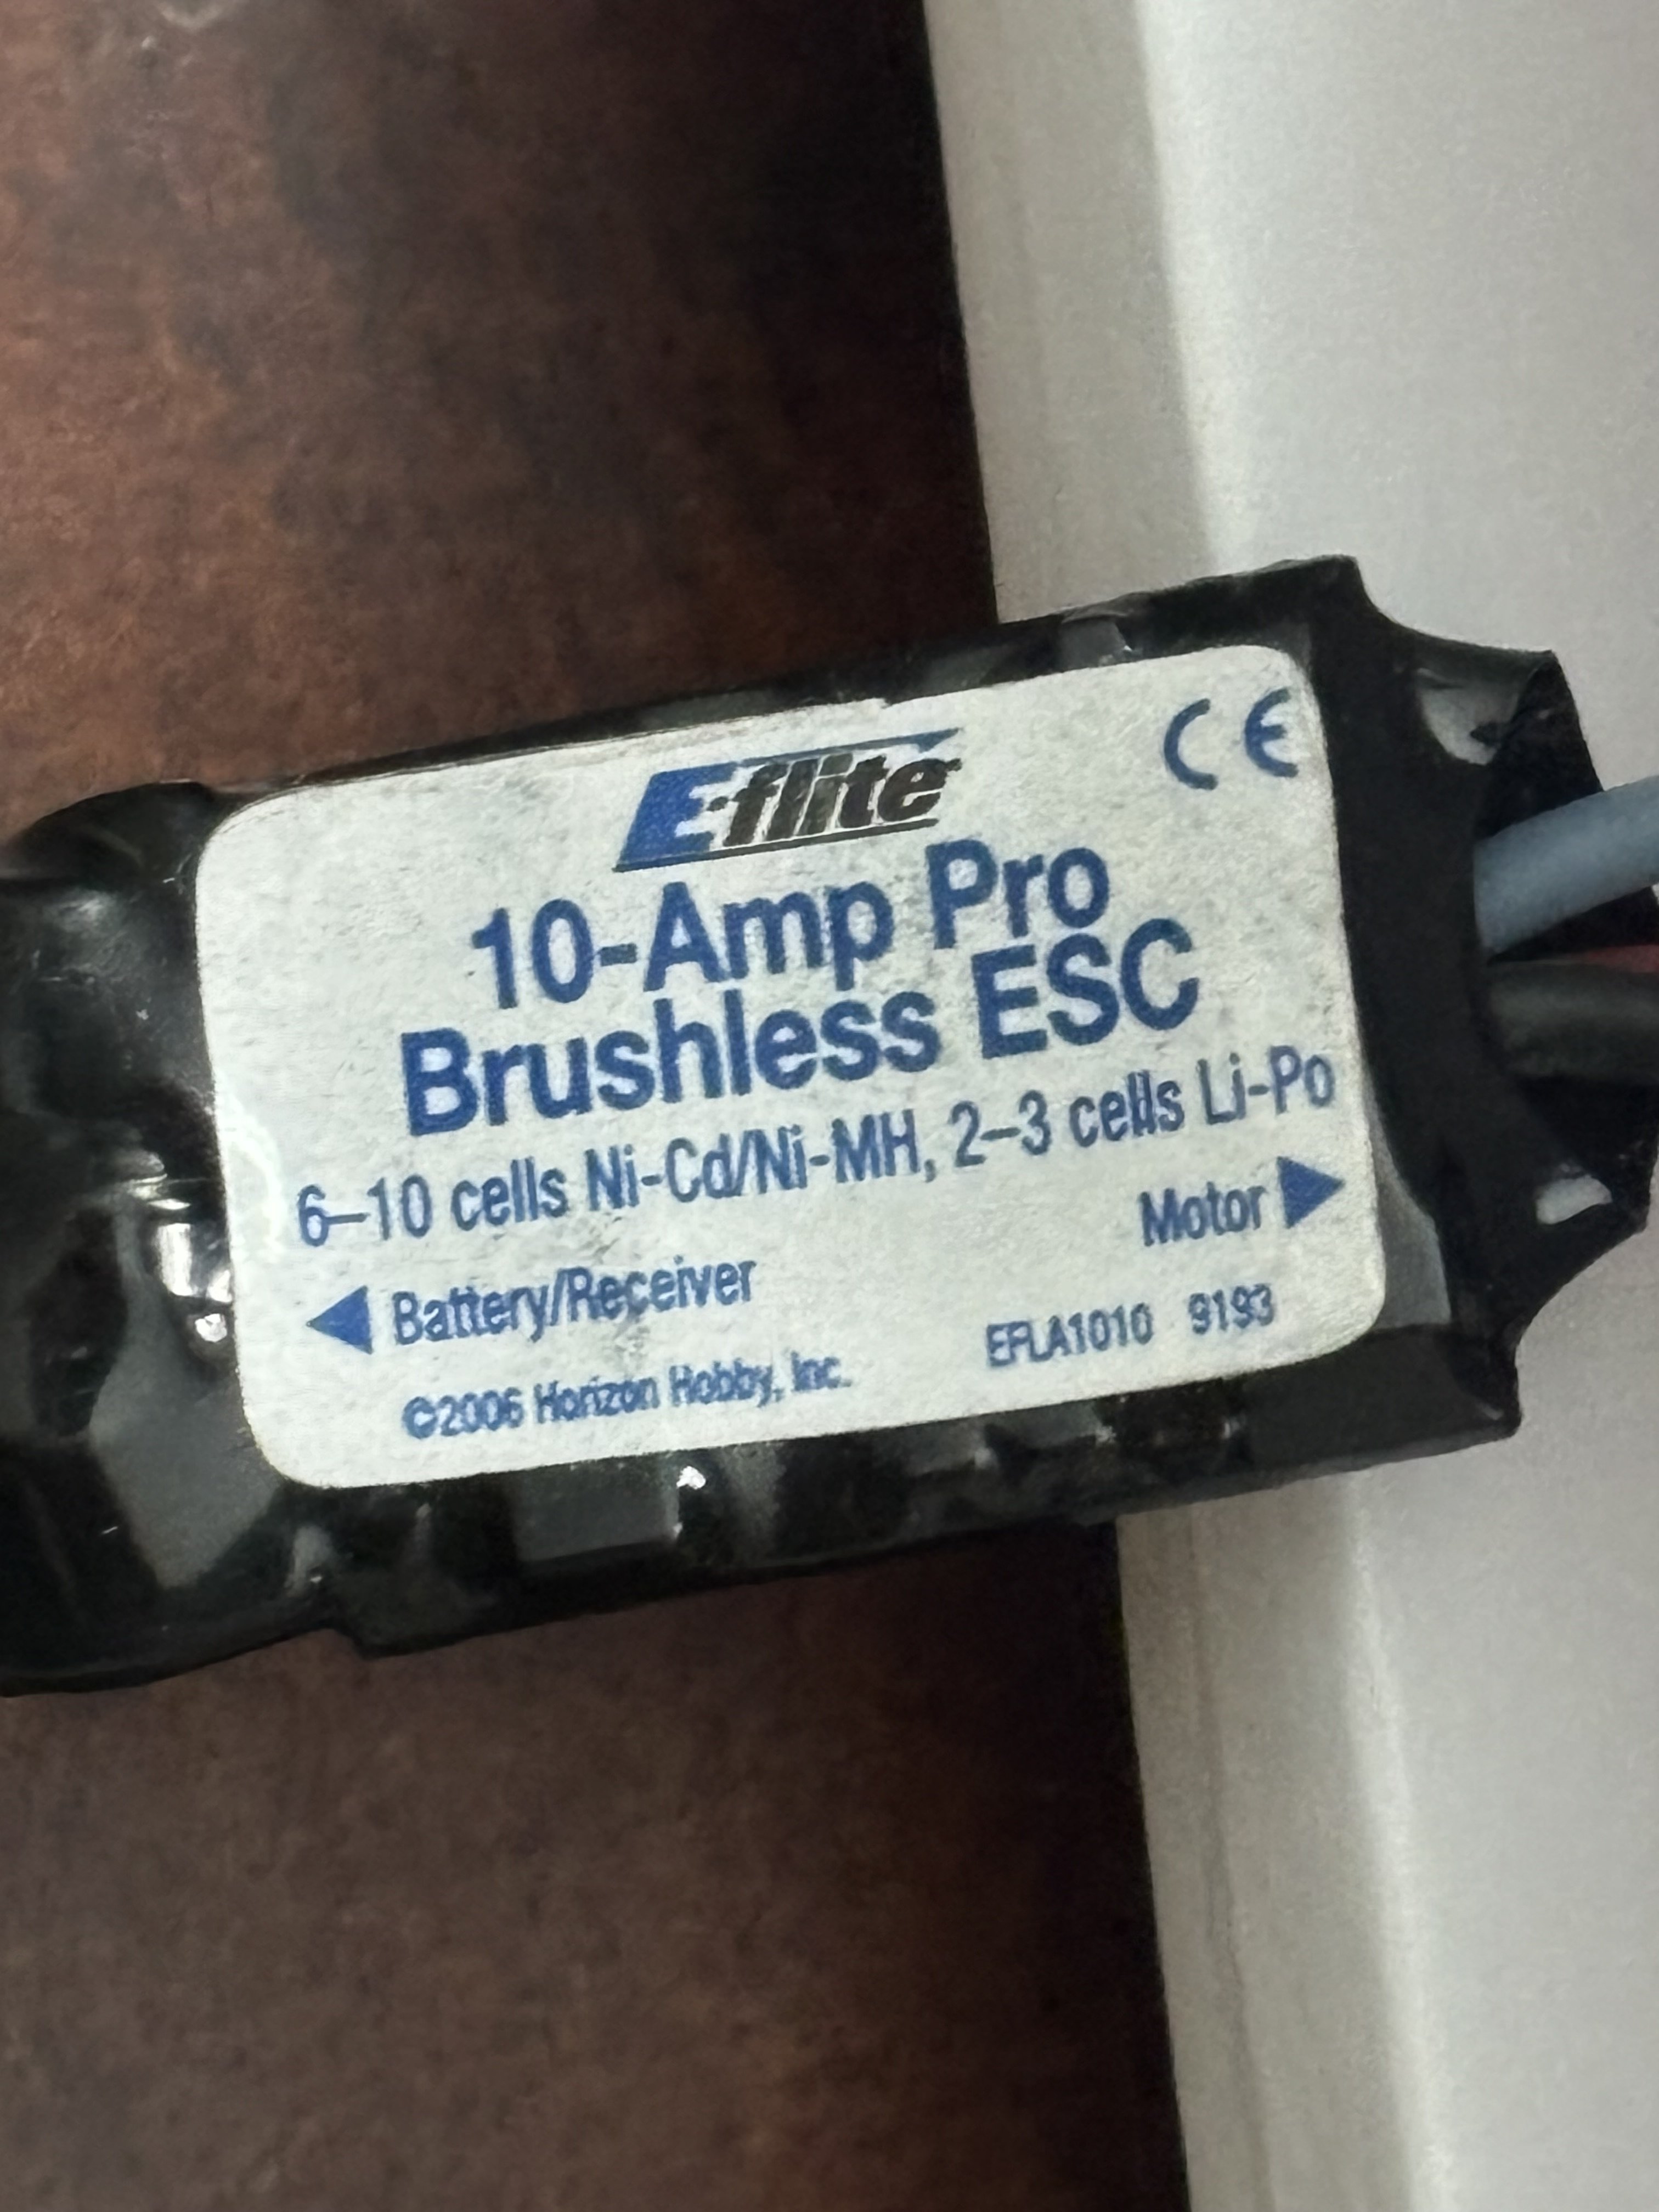 E-flite
CE
10-Amp Pro
Brushless ESC
6–10 cells Ni-Cd/Ni-MH, 2–3 cells Li-Po
Motor ▶
◀ Battery/Receiver
EFLA1010 9193
©2006 Horizon Hobby, Inc.